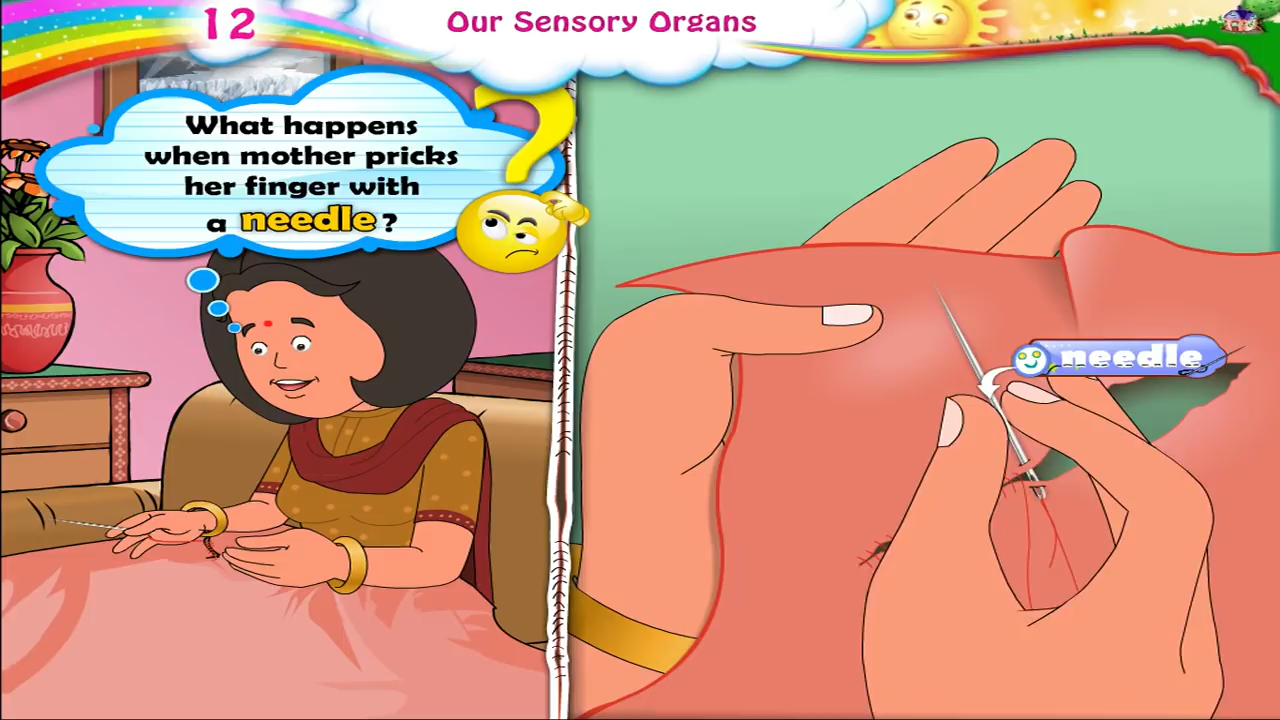 12
Our Sensory Organs
What happens
when mother pricks
her finger with
a needle?
needle